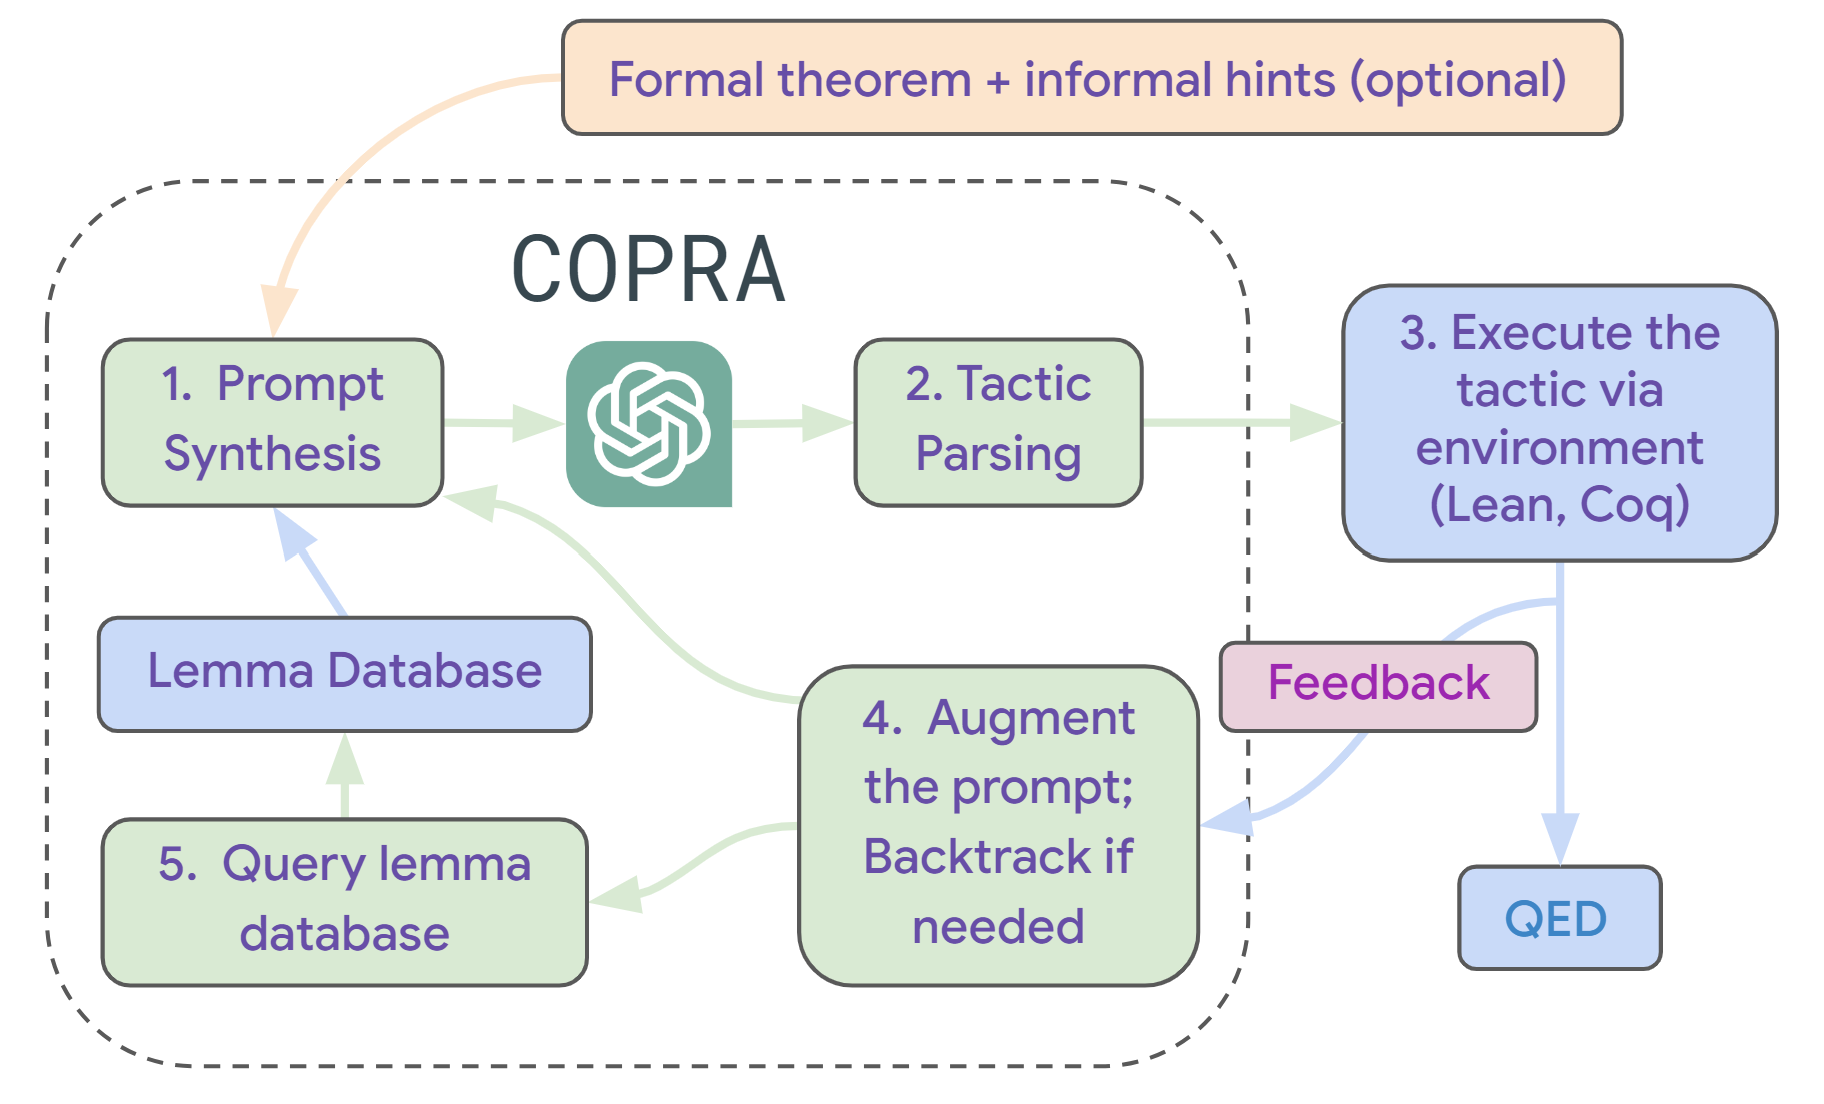 Formal theorem + informal hints (optional)
COPRA
1. Prompt
Synthesis
2. Tactic
Parsing
3. Execute the
tactic via
environment
(Lean, Coq)
Lemma Database
Feedback
4. Augment
the prompt;
Backtrack if
needed
5. Query lemma
database
QED